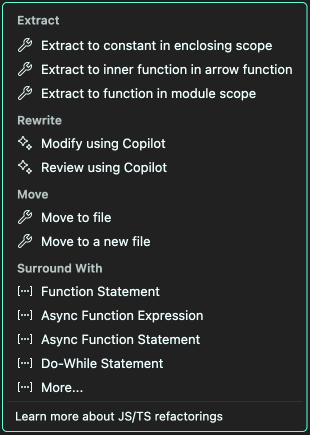 Extract
Extract to constant in enclosing scope
Extract to inner function in arrow function
Extract to function in module scope
Rewrite
Modify using Copilot
Review using Copilot
Move
Move to file
Move to a new file
Surround With
Function Statement
Async Function Expression
Async Function Statement
Do-While Statement
More...
Learn more about JS/TS refactorings